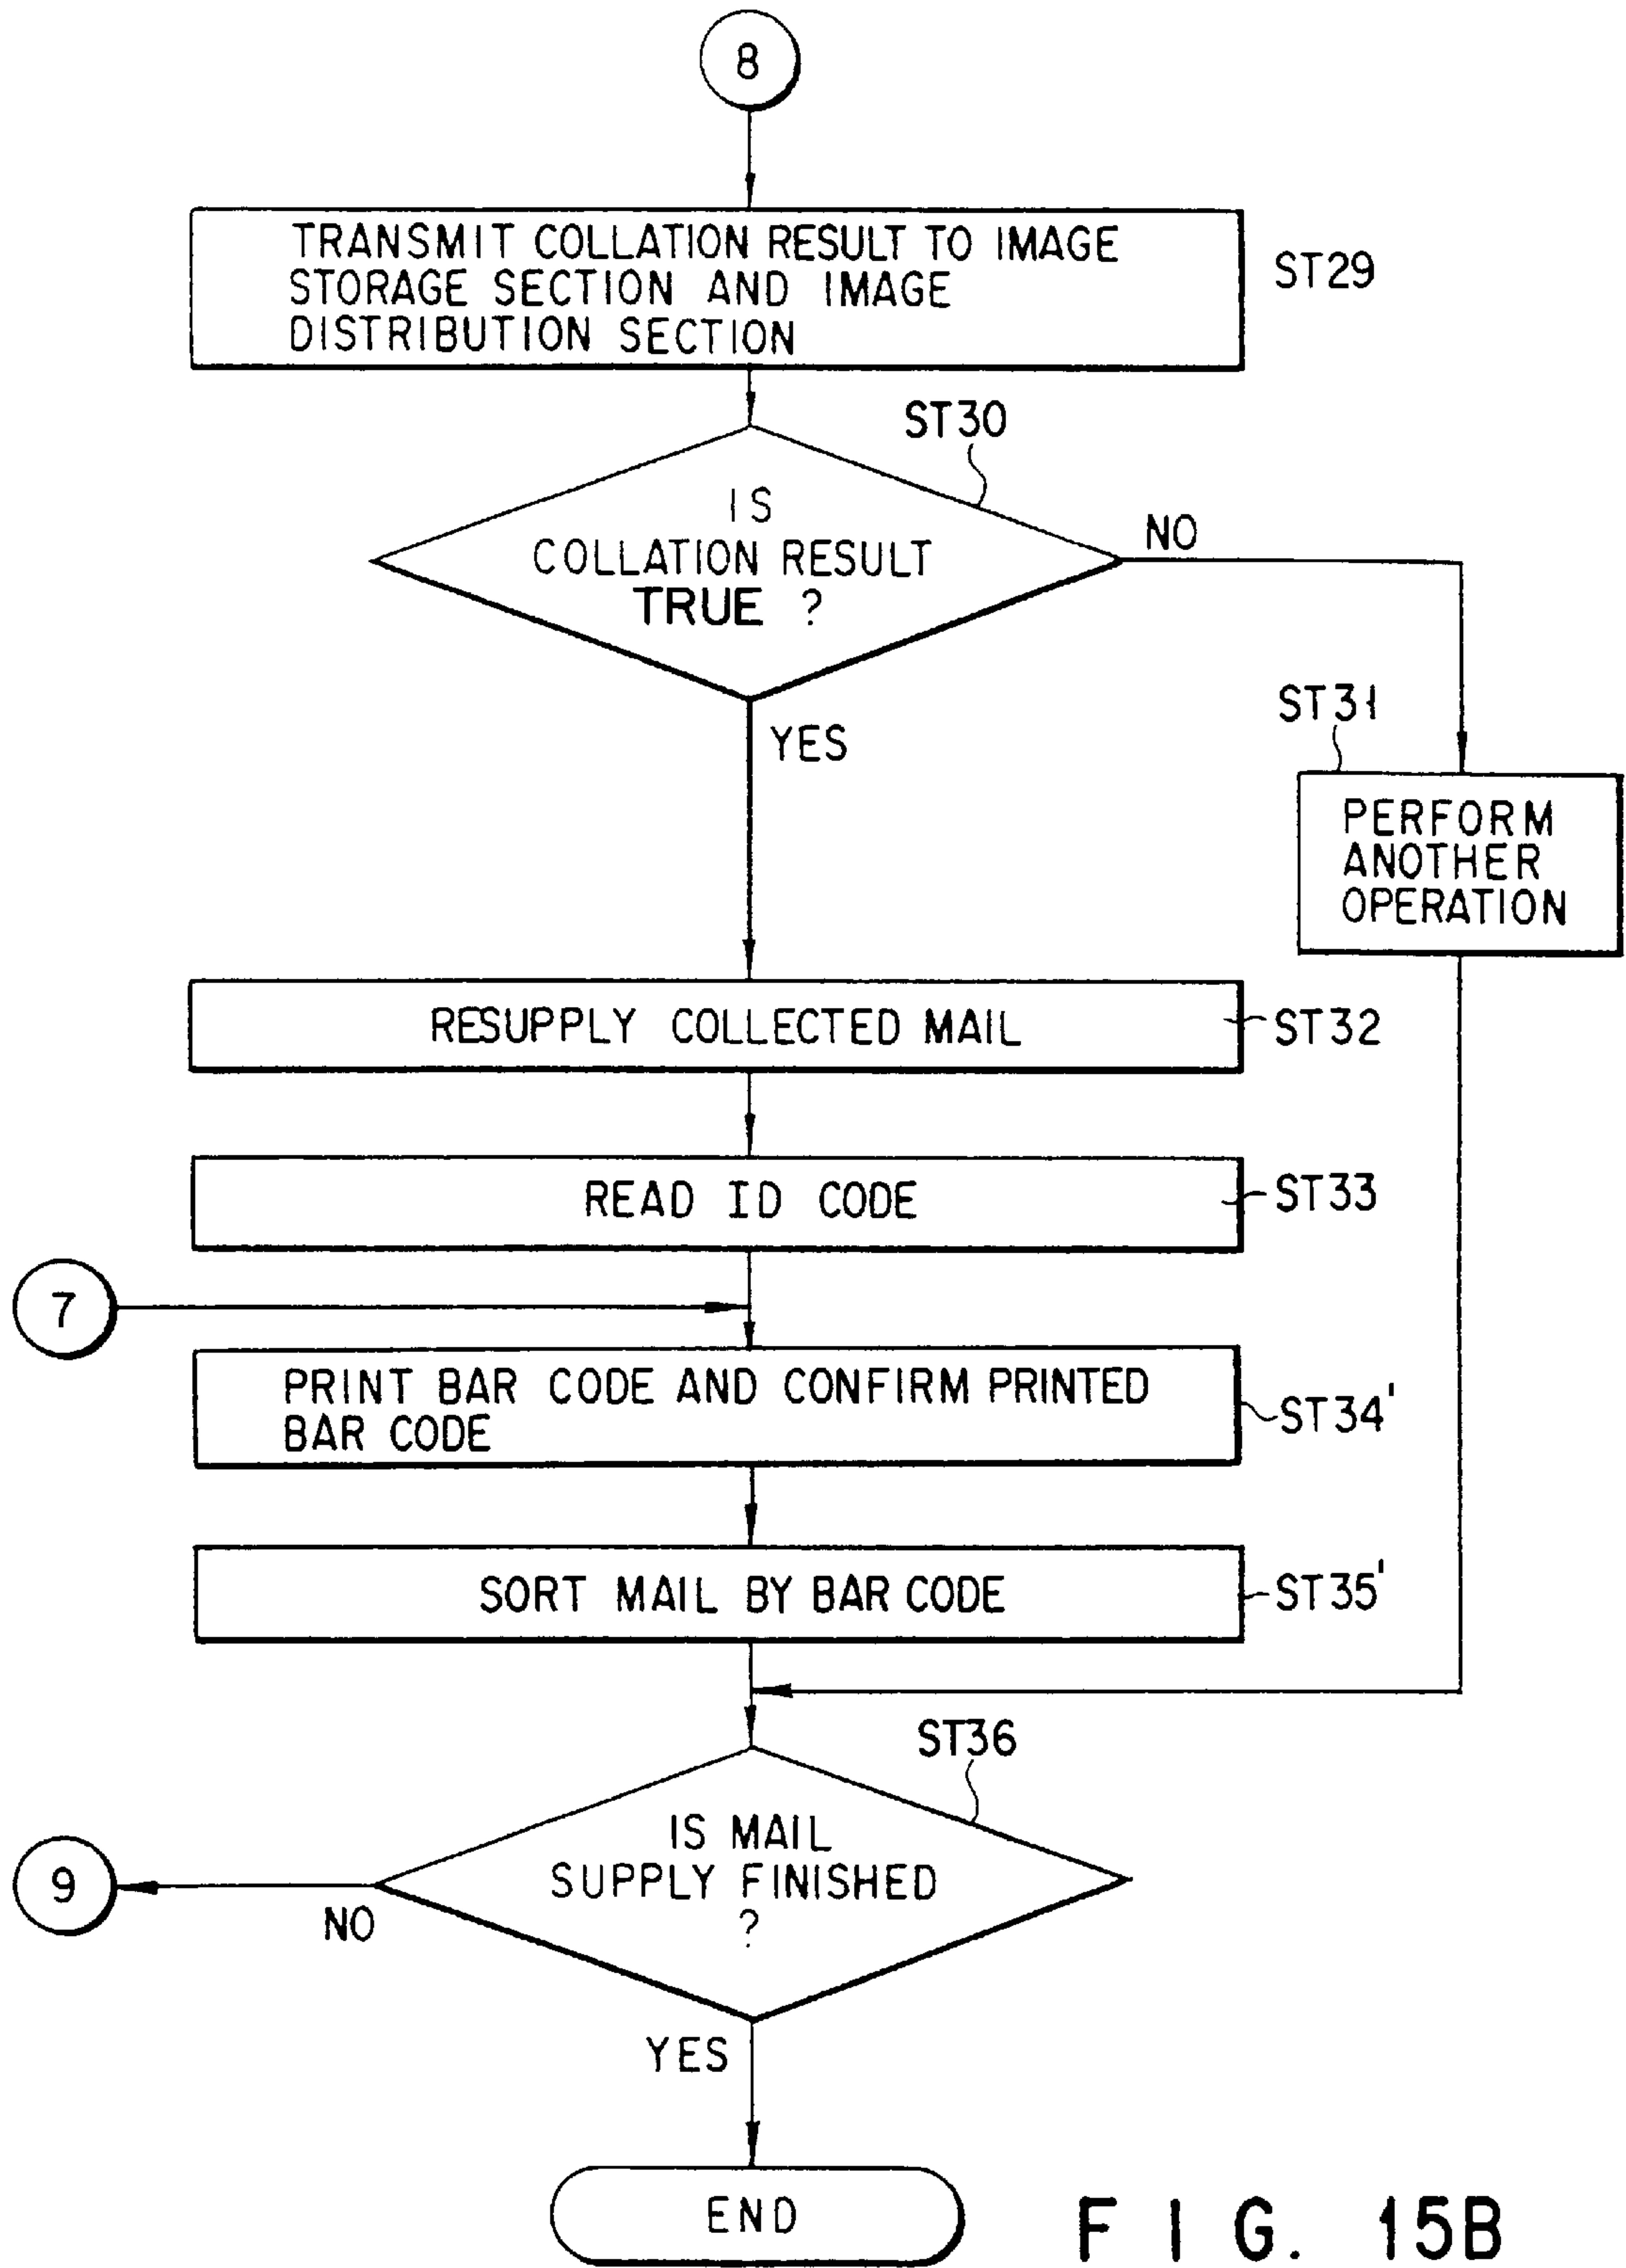 8
TRANSMIT COLLATION RESULT TO IMAGE
STORAGE SECTION AND IMAGE
DISTRIBUTION SECTION
ST29
ST30
IS
COLLATION RESULT
TRUE ?
NO
YES
ST31
PERFORM
ANOTHER
OPERATION
RESUPPLY COLLECTED MAIL
ST32
READ ID CODE
ST33
7
PRINT BAR CODE AND CONFIRM PRINTED
BAR CODE
ST34'
SORT MAIL BY BAR CODE
ST35'
ST36
IS MAIL
SUPPLY FINISHED
?
9
NO
YES
END
FIG. 15B